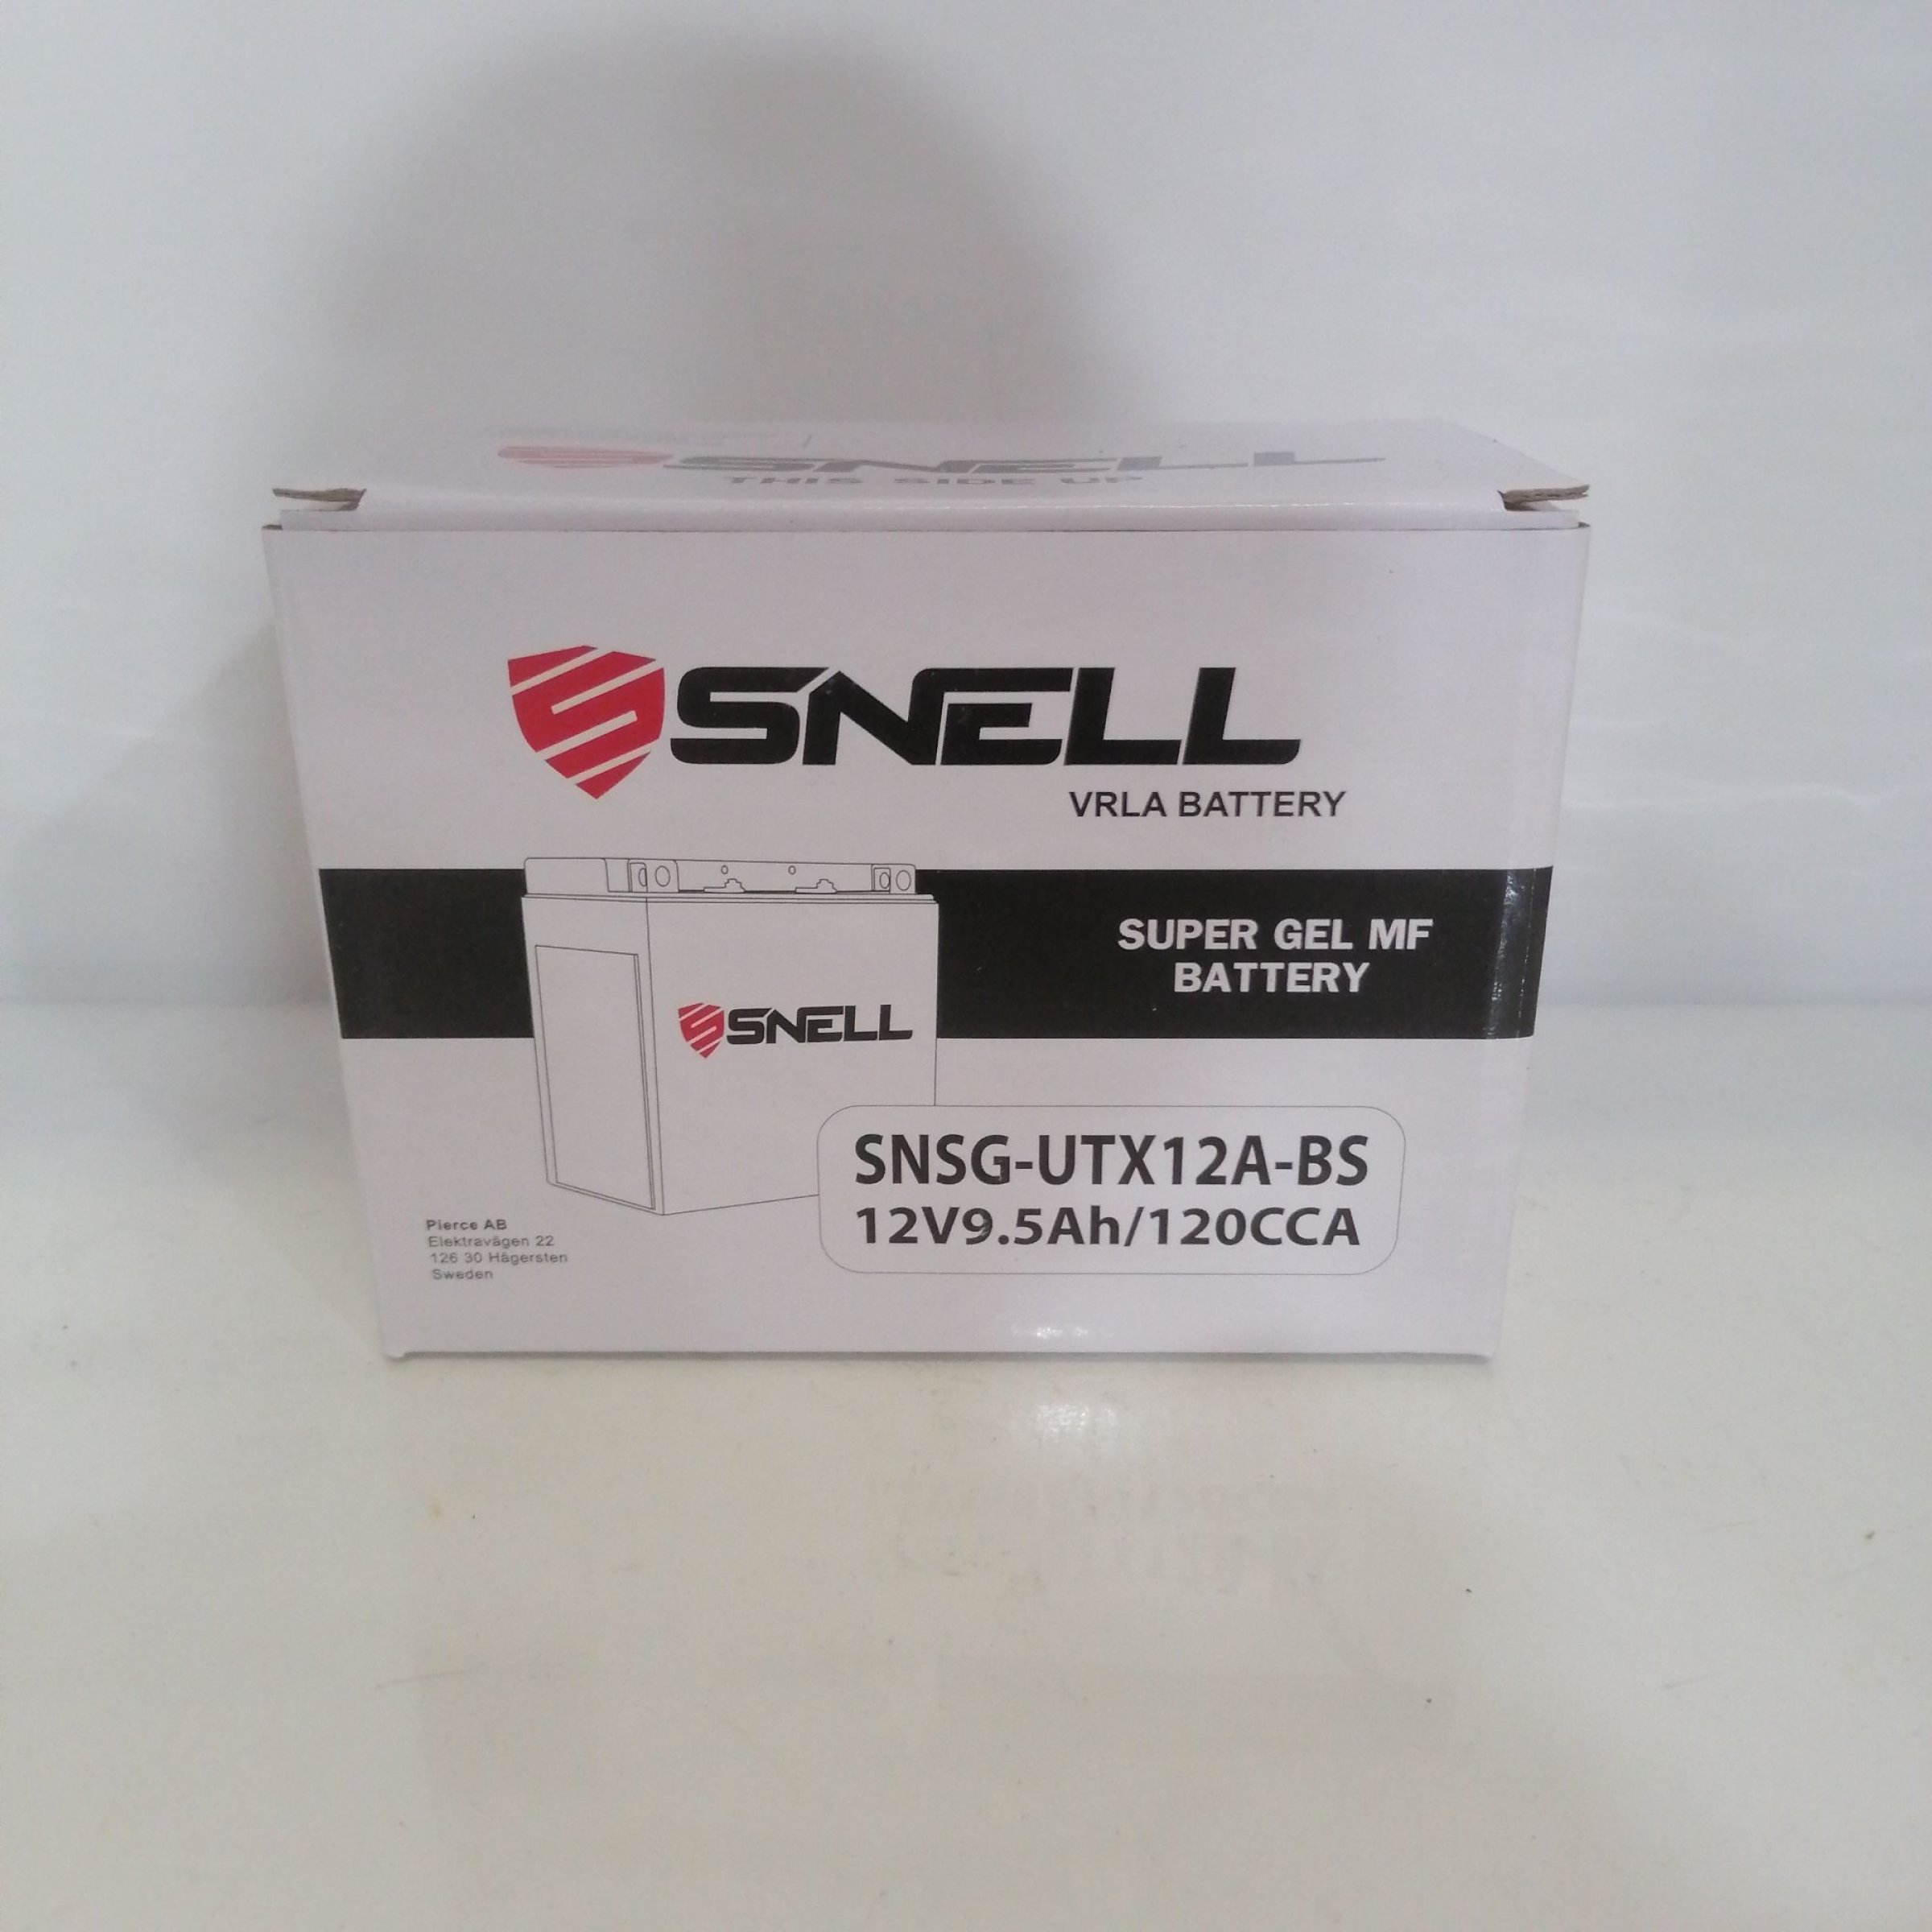 SNELL
THIS SIDE UP
SNELL
VRLA BATTERY
SUPER GEL MF
BATTERY
SNELL
SNSG-UTX12A-BS
12V9.5Ah/120CCA
Pierce AB
Elektravägen 22
126 30 Hägersten
Sweden